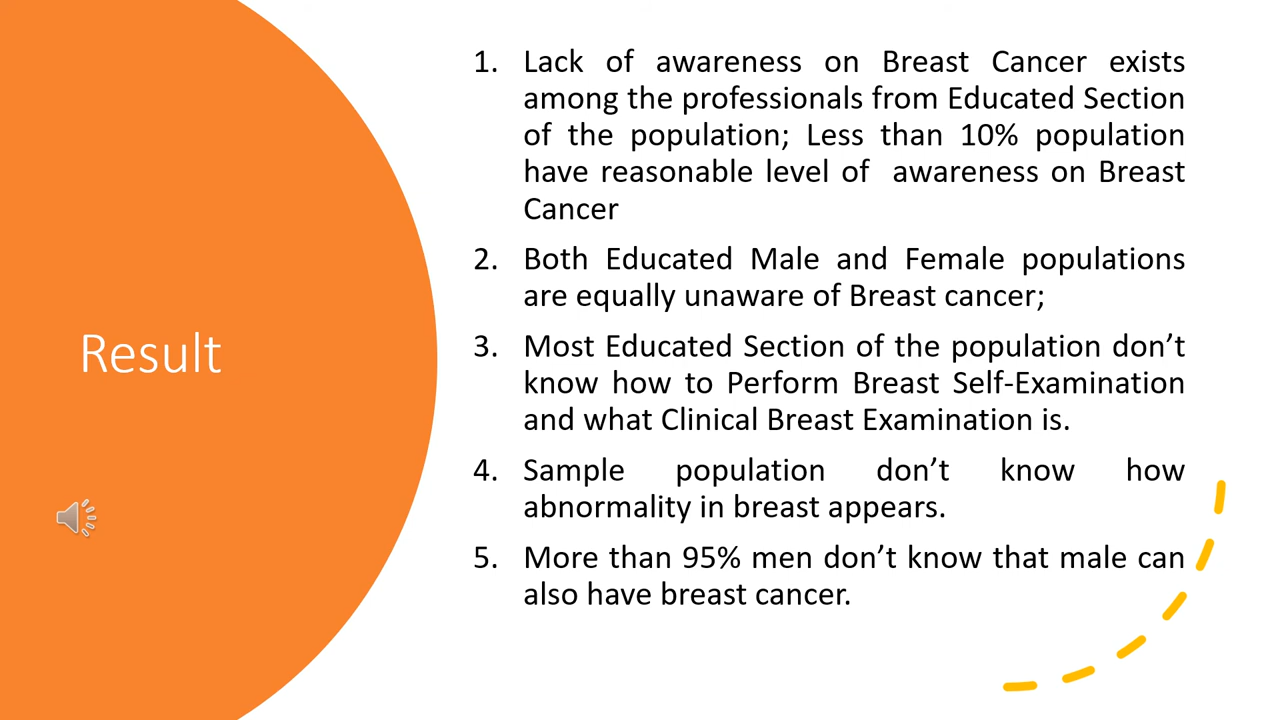 Result
1. Lack of awareness on Breast Cancer exists
among the professionals from Educated Section
of the population; Less than 10% population
have reasonable level of awareness on Breast
Cancer
2. Both Educated Male and Female populations
are equally unaware of Breast cancer;
3. Most Educated Section of the population don’t
know how to Perform Breast Self-Examination
and what Clinical Breast Examination is.
4. Sample population don’t know how
abnormality in breast appears.
5. More than 95% men don’t know that male can
also have breast cancer.